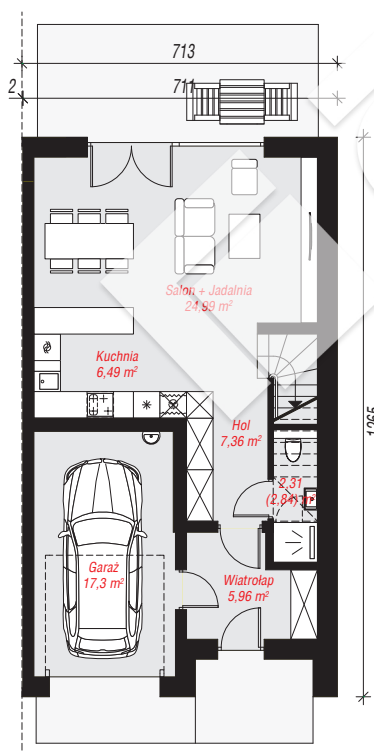 713
2
711
Salon + Jadalnia
24,99 m²
Kuchnia
6,49 m²
Hol
7,36 m²
1265
2.31
(2,84) m²
Garaż
17,3 m²
Wiatrołap
5,96 m²